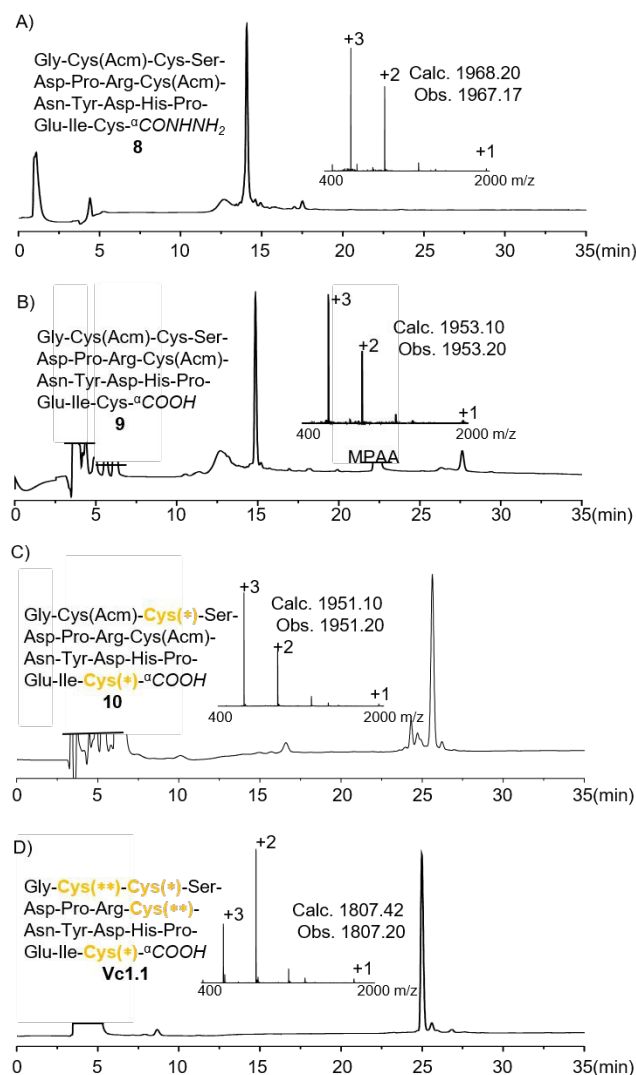 A)
Gly-Cys(Acm)-Cys-Ser-
Asp-Pro-Arg-Cys(Acm)-
Asn-Tyr-Asp-His-Pro-
Glu-Ile-Cys-αCONHNH2
8
+3
+2
Calc. 1968.20
Obs. 1967.17
+1
400 2000 m/z
0 5 10 15 20 25 30 35(min)
B)
Gly-Cys(Acm)-Cys-Ser-
Asp-Pro-Arg-Cys(Acm)-
Asn-Tyr-Asp-His-Pro-
Glu-Ile-Cys-αCOOH
9
+3
+2
Calc. 1953.10
Obs. 1953.20
+1
400 2000 m/z
MPAA
0 5 10 15 20 25 30 35(min)
C)
Gly-Cys(Acm)-Cys(*)-Ser-
Asp-Pro-Arg-Cys(Acm)-
Asn-Tyr-Asp-His-Pro-
Glu-Ile-Cys(*)-αCOOH
10
+3
+2
Calc. 1951.10
Obs. 1951.20
+1
400 2000 m/z
0 5 10 15 20 25 30 35(min)
D)
Gly-Cys(**)-Cys(*)-Ser-
Asp-Pro-Arg-Cys(**)-
Asn-Tyr-Asp-His-Pro-
Glu-Ile-Cys(*)-αCOOH
Vc1.1
+2
+3
Calc. 1807.42
Obs. 1807.20
+1
400 2000 m/z
0 5 10 15 20 25 30 35(min)